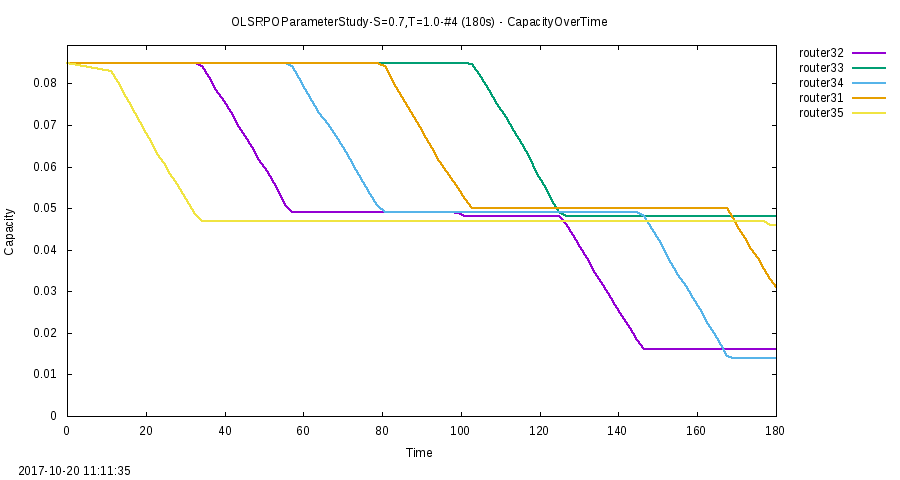 OLSRPOParameterStudy-S=0.7,T=1.0-#4 (180s) - CapacityOverTime
router32
router33
router34
router31
router35
0.08
0.07
0.06
0.05
0.04
0.03
0.02
0.01
0
Capacity
0 20 40 60 80 100 120 140 160 180
Time
2017-10-20 11:11:35